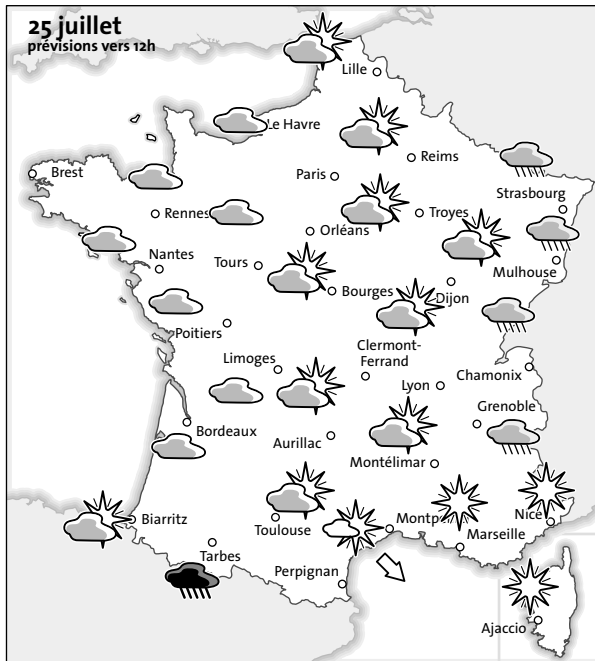 25 juillet
prévisions vers 12h
Lille
Le Havre
Reims
Paris
Brest
Strasbourg
Rennes
Troyes
Orléans
Nantes
Tours
Mulhouse
Bourges
Dijon
Poitiers
Clermont-
Ferrand
Limoges
Chamonix
Lyon
Grenoble
Bordeaux
Aurillac
Montélimar
Biarritz
Toulouse
Montp
Nice
Marseille
Tarbes
Perpignan
Ajaccio